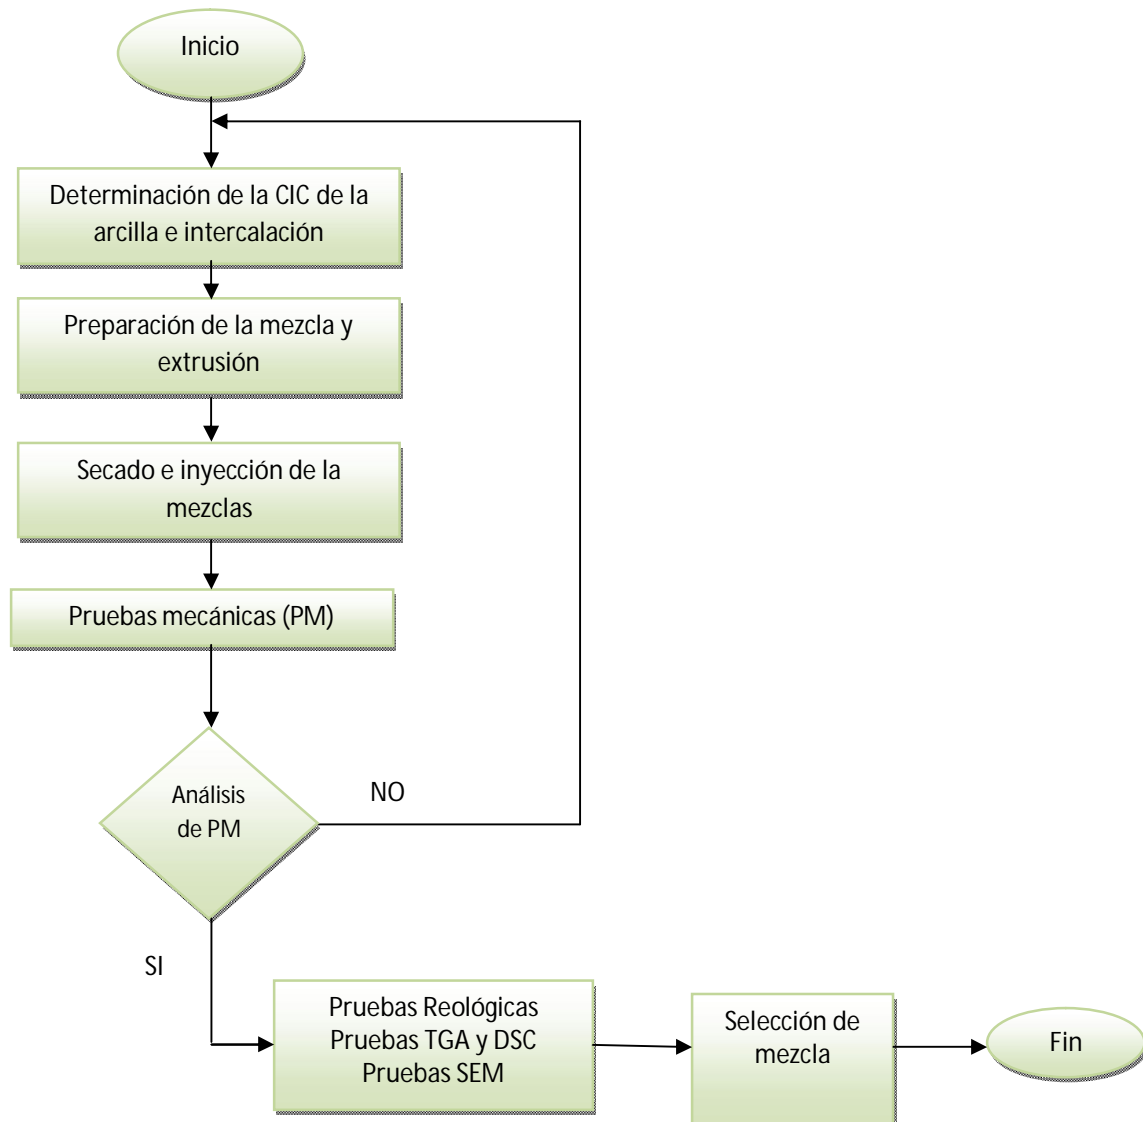 Inicio
Determinación de la CIC de la
arcilla e intercalación
Preparación de la mezcla y
extrusión
Secado e inyección de la
mezclas
Pruebas mecánicas (PM)
Análisis
de PM
NO
SI
Pruebas Reológicas
Pruebas TGA y DSC
Pruebas SEM
Selección de
mezcla
Fin